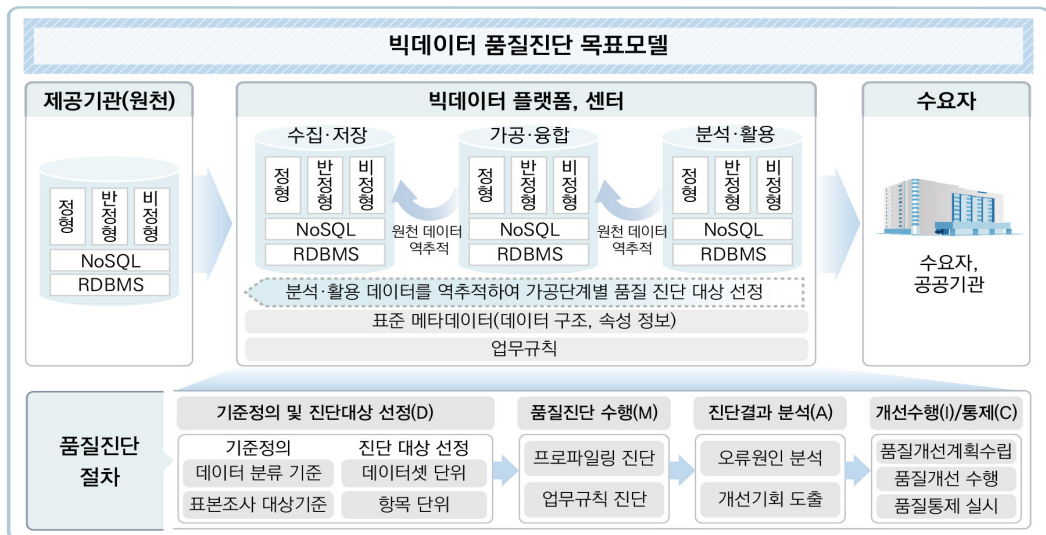 빅데이터 품질진단 목표모델
제공기관(원천)
정형
반정형
비정형
NoSQL
RDBMS
빅데이터 플랫폼, 센터
수집·저장
정형
반정형
비정형
NoSQL
RDBMS
원천 데이터
역추적
가공·융합
정형
반정형
비정형
NoSQL
RDBMS
원천 데이터
역추적
분석·활용
정형
반정형
비정형
NoSQL
RDBMS
분석·활용 데이터를 역추적하여 가공단계별 품질 진단 대상 선정
표준 메타데이터(데이터 구조, 속성 정보)
업무규칙
수요자
수요자,
공공기관
품질진단
절차
기준정의 및 진단대상 선정(D)
기준정의
데이터 분류 기준
표본조사 대상기준
진단 대상 선정
데이터셋 단위
항목 단위
품질진단 수행(M)
프로파일링 진단
업무규칙 진단
진단결과 분석(A)
오류원인 분석
개선기회 도출
개선수행(I)/통제(C)
품질개선계획수립
품질개선 수행
품질통제 실시